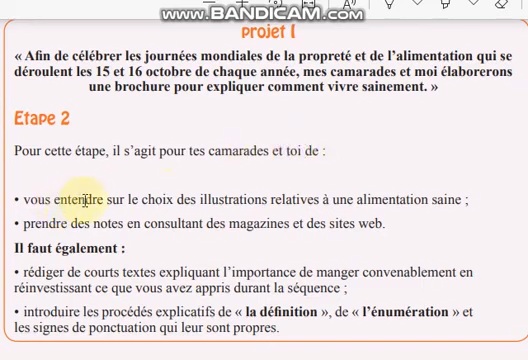 www.BANDICAM.com
Projet 1
« Afin de célébrer les journées mondiales de la propreté et de l'alimentation qui se
déroulent les 15 et 16 octobre de chaque année, mes camarades et moi élaborerons
une brochure pour expliquer comment vivre sainement. »
Etape 2
Pour cette étape, il s'agit pour tes camarades et toi de :
• vous entendre sur le choix des illustrations relatives à une alimentation saine ;
• prendre des notes en consultant des magazines et des sites web.
Il faut également :
• rédiger de courts textes expliquant l'importance de manger convenablement en
réinvestissant ce que vous avez appris durant la séquence ;
• introduire les procédés explicatifs de « la définition », de « l'énumération » et
les signes de ponctuation qui leur sont propres.